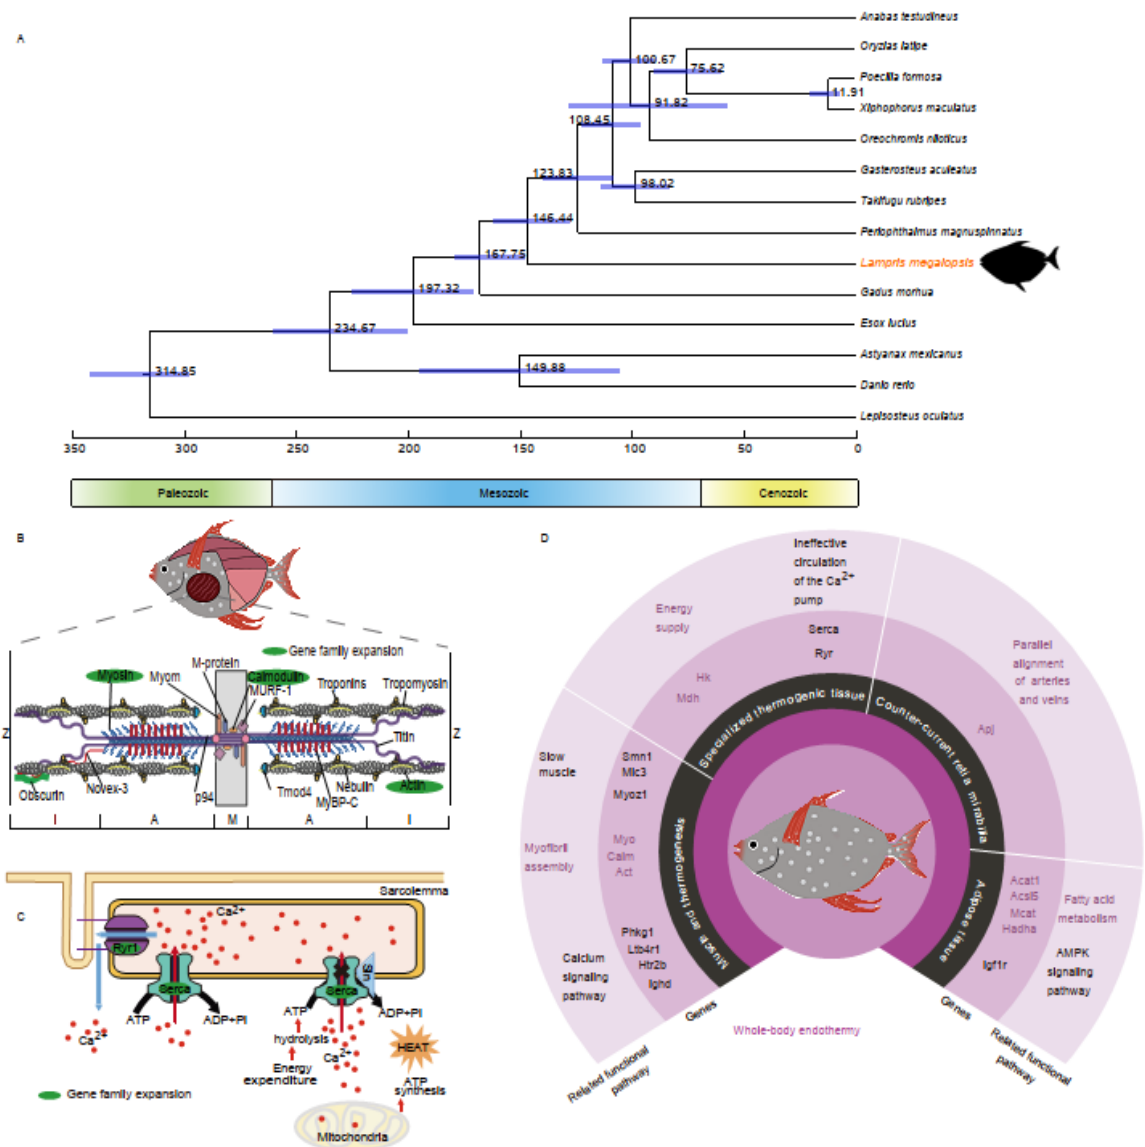 A
Anabas testudineus
Oryzias latipe
Poecilia formosa
Xiphophorus maculatus
Oreochromis niloticus
Gasterosteus aculeatus
Takifugu rubripes
Periophthalmus magnuspinnatus
Lampris megalopsis
Gadus morhua
Esox lucius
Astyanax mexicanus
Danio rerio
Lepisosteus oculatus
100.67
75.62
11.91
91.82
108.45
98.02
123.83
146.44
167.75
197.32
234.67
149.88
314.85
350 300 250 200 150 100 50 0
Paleozoic Mesozoic Cenozoic
B
Gene family expansion
M-protein
Myosin Myom Calmodulin
MURF-1
Troponins Tropomyosin
Z Z
Titin
Obscurin Novex-3 p94 Tmod4 MyBP-C Nebulin Actin
I A M A I
C
Sarcolemma
Ca2+
Ryr1
Serca Serca Sln
ATP ADP+Pi ATP ADP+Pi
Ca2+
hydrolysis
Ca2+
HEAT
Energy
expenditure
ATP
synthesis
Gene family expansion
Mitochondria
D
Ineffective
circulation
of the Ca2+
pump
Energy
supply
Serca
Ryr
Hk
Mdh
Parallel
alignment
of arteries
and veins
Apj
Specialized thermogenic tissue
Counter-current retia mirabilia
Slow
muscle
Smn1
Mlc3
Myoz1
Myofibril
assembly
Myo
Calm
Act
Muscle and thermogenesis
Adipose tissue
Acat1
Acsl5
Mcat
Hadha
Fatty acid
metabolism
Phkg1
Ltb4r1
Htr2b
Ighd
Calcium
signaling
pathway
Igf1r
AMPK
signaling
pathway
Genes
Genes
Whole-body endothermy
Related functional
pathway
Related functional
pathway